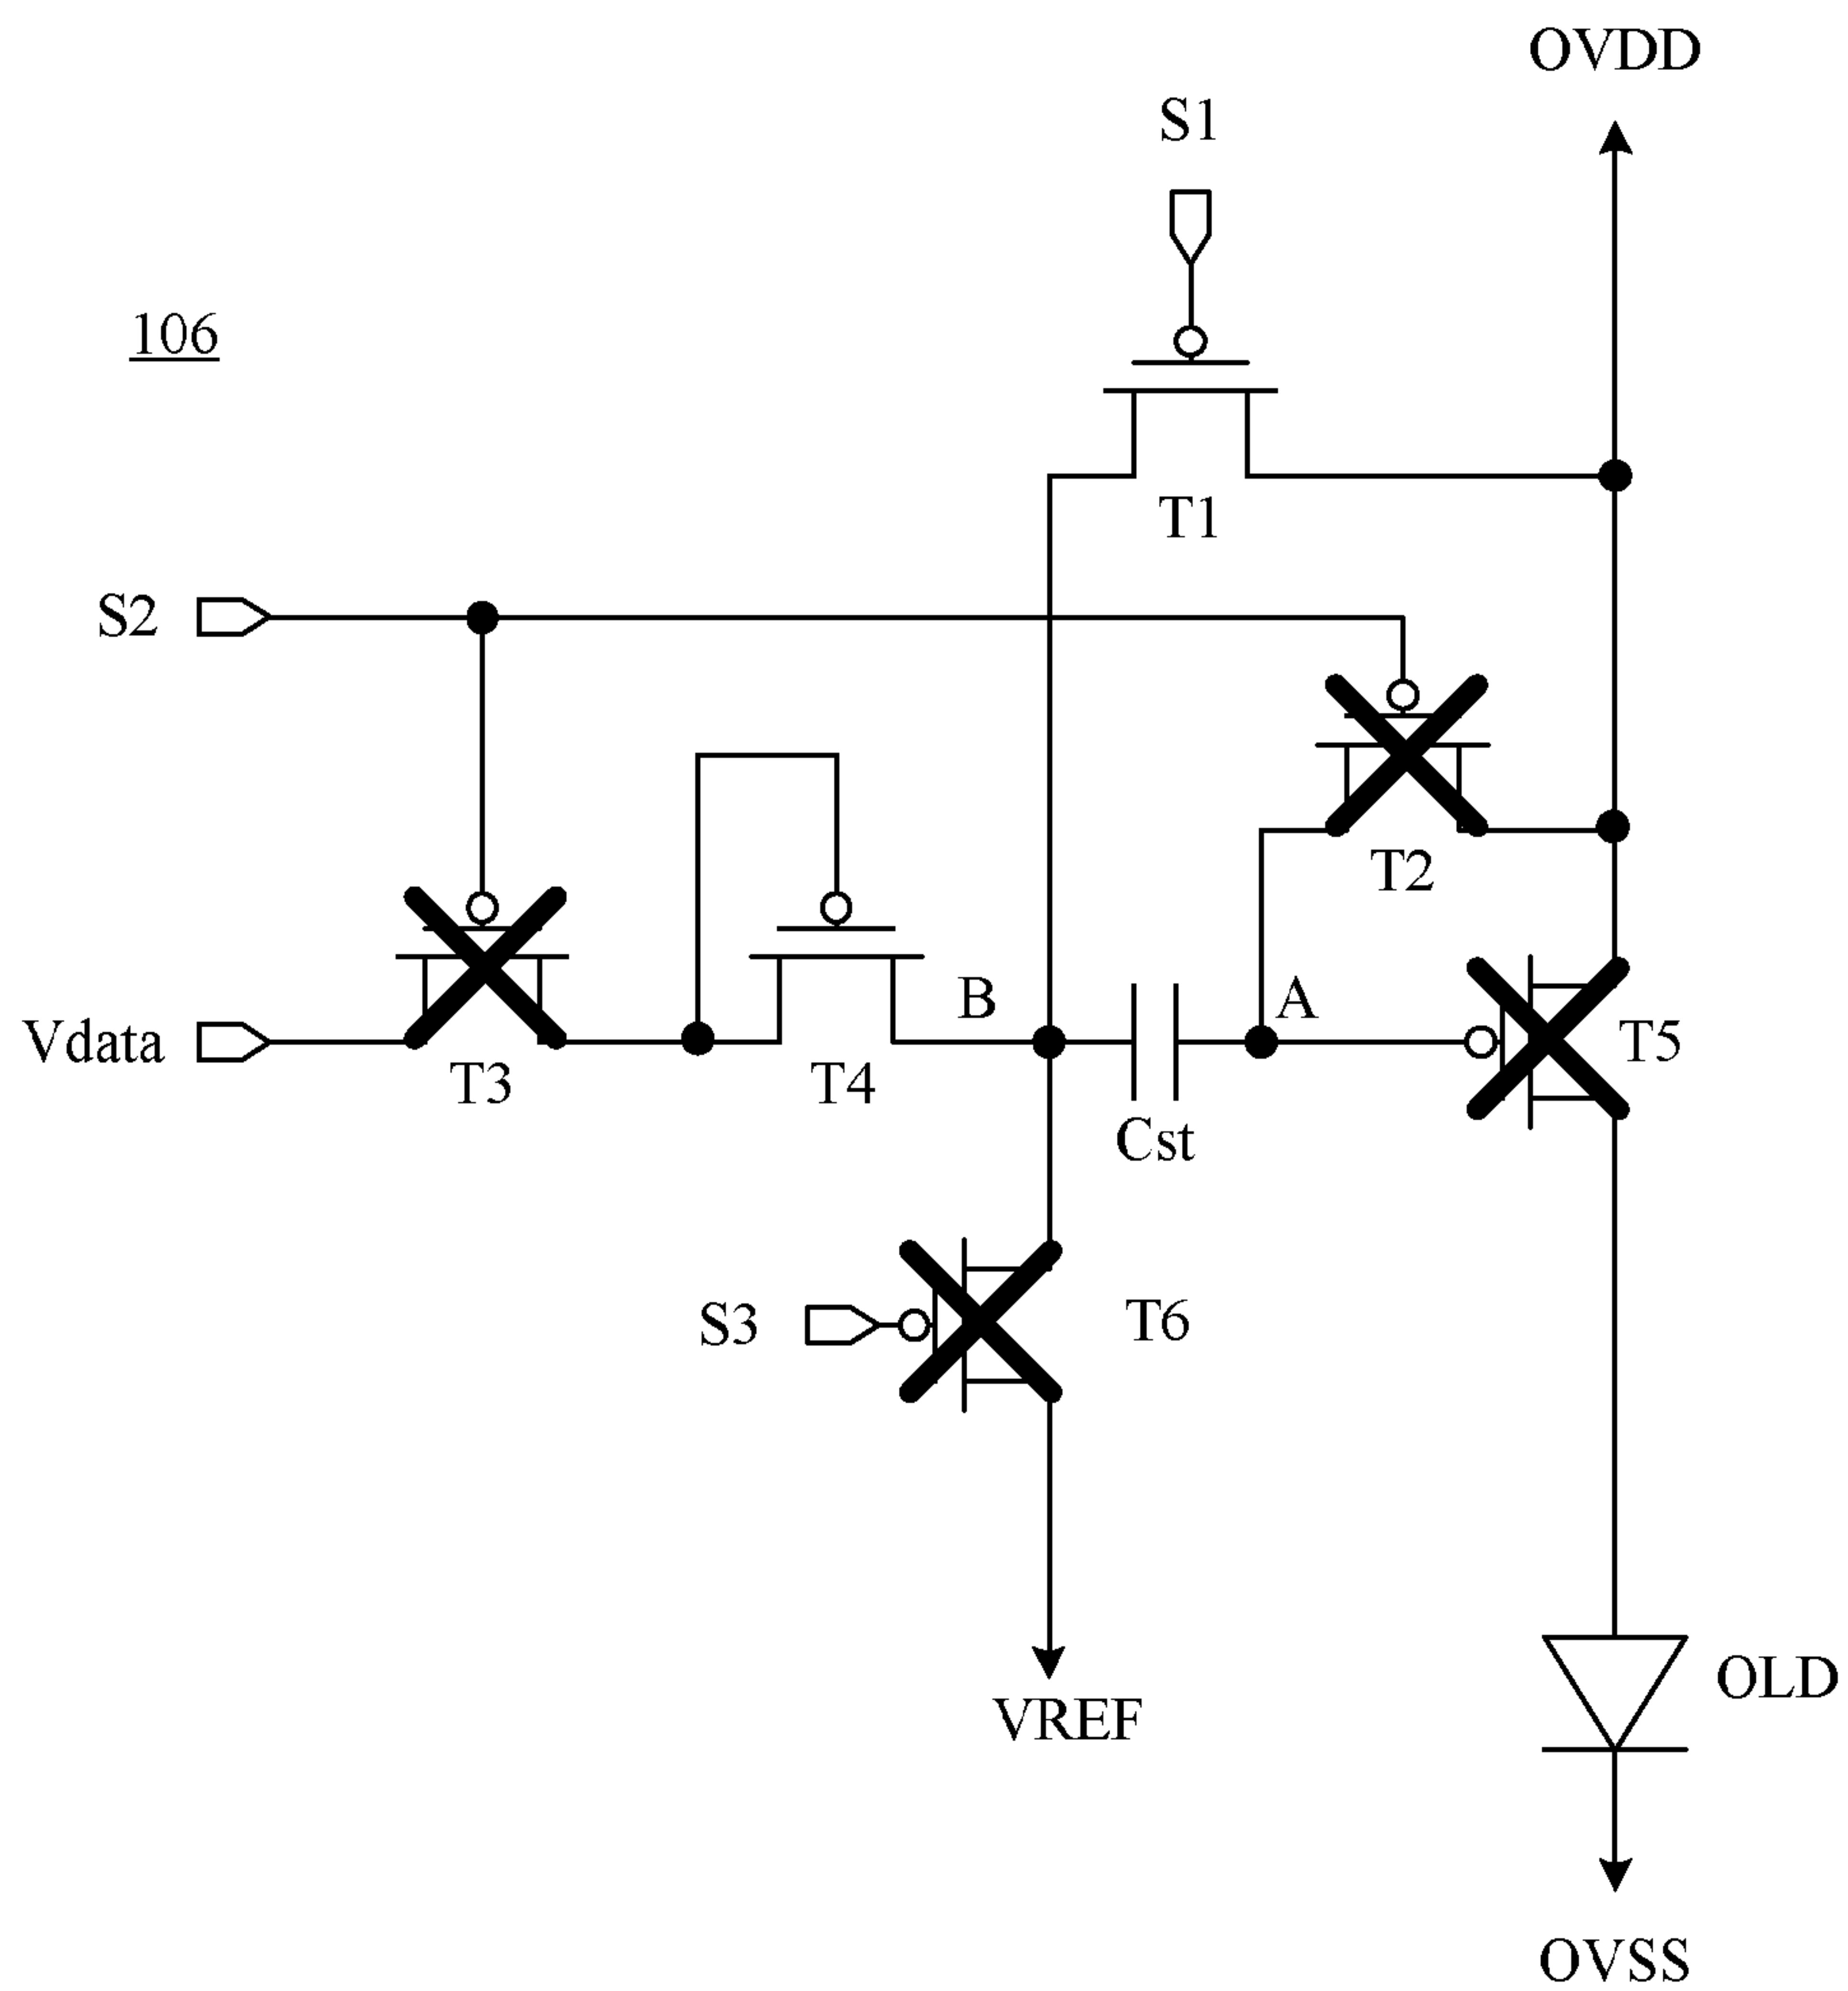 OVDD
S1
106
T1
S2
T2
B
A
Vdata
T5
T3
T4
Cst
S3
T6
OLD
VREF
OVSS